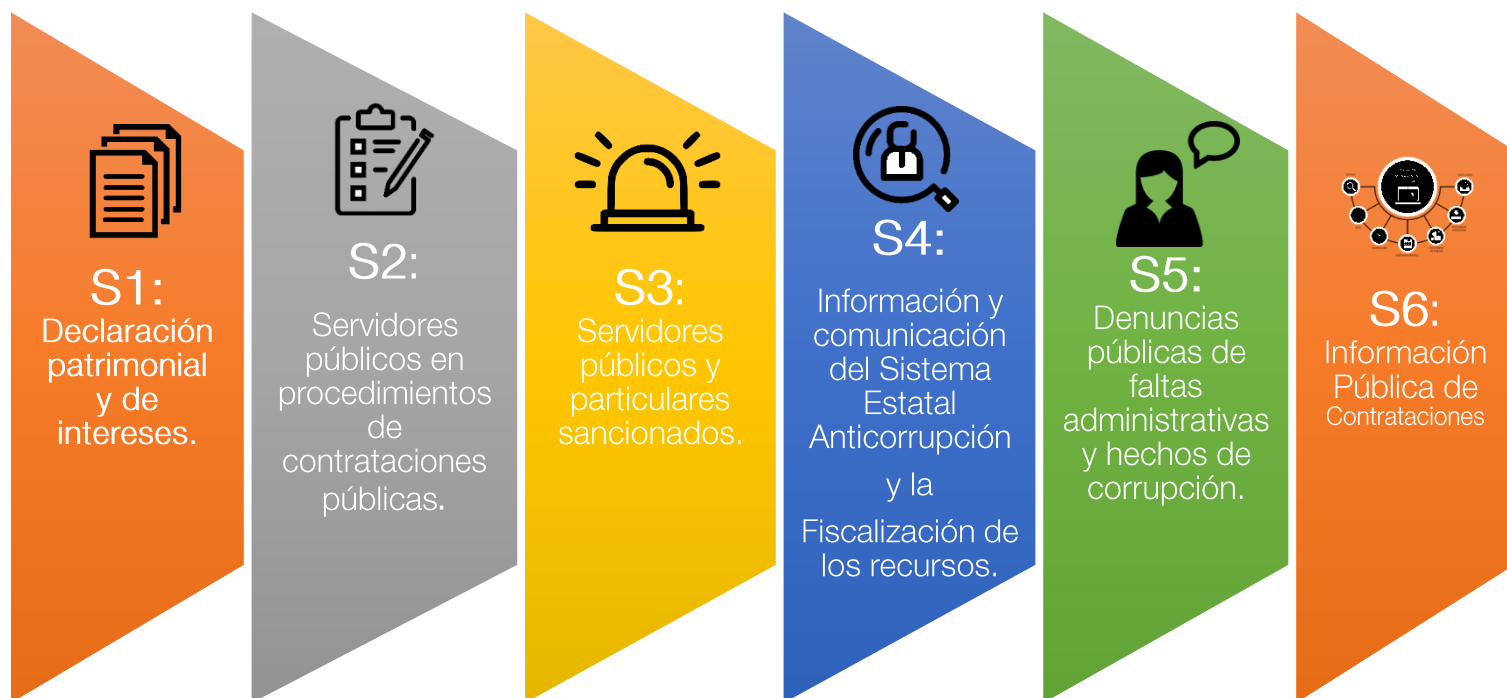 S1:
Declaración
patrimonial
y de
intereses.
S2:
Servidores
públicos en
procedimientos
de
contrataciones
públicas.
S3:
Servidores
públicos y
particulares
sancionados.
S4:
Información y
comunicación
del Sistema
Estatal
Anticorrupción
y la
Fiscalización de
los recursos.
S5:
Denuncias
públicas de
faltas
administrativas
y hechos de
corrupción.
S6:
Información
Pública de
Contrataciones